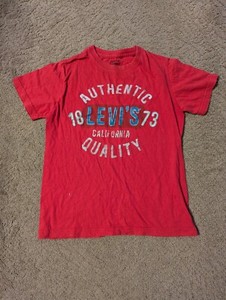 AUTHENTIC
18 LEVI'S 73
CALIFORNIA
QUALITY